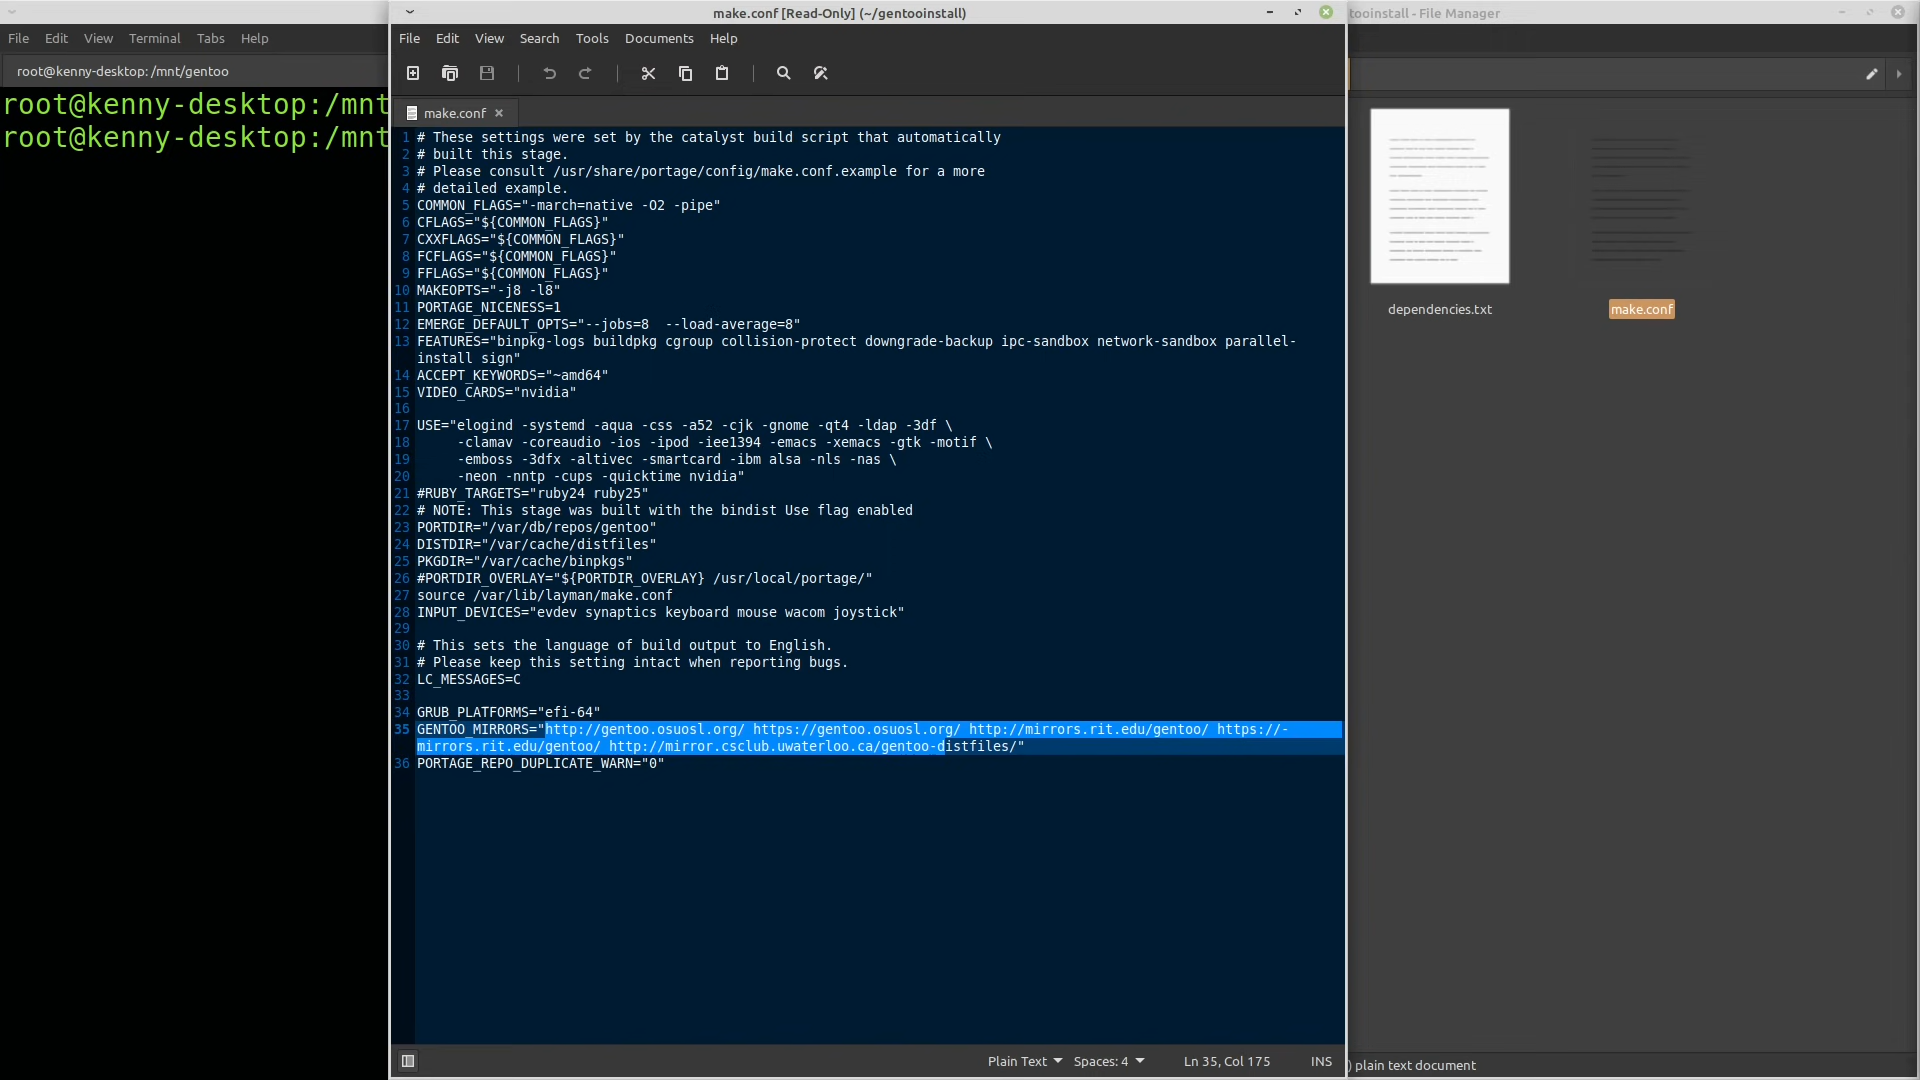 File Edit View Terminal Tabs Help
root@kenny-desktop: /mnt/gentoo
root@kenny-desktop:/mnt
root@kenny-desktop:/mnt
make.conf [Read-Only] (~/gentooinstall)
File Edit View Search Tools Documents Help
make.conf
1 # These settings were set by the catalyst build script that automatically
2 # built this stage.
3 # Please consult /usr/share/portage/config/make.conf.example for a more
4 # detailed example.
5 COMMON_FLAGS="-march=native -O2 -pipe"
6 CFLAGS="${COMMON_FLAGS}"
7 CXXFLAGS="${COMMON_FLAGS}"
8 FCFLAGS="${COMMON_FLAGS}"
9 FFLAGS="${COMMON_FLAGS}"
10 MAKEOPTS="-j8 -l8"
11 PORTAGE_NICENESS=1
12 EMERGE_DEFAULT_OPTS="--jobs=8  --load-average=8"
13 FEATURES="binpkg-logs buildpkg cgroup collision-protect downgrade-backup ipc-sandbox network-sandbox parallel-
install sign"
14 ACCEPT_KEYWORDS="~amd64"
15 VIDEO_CARDS="nvidia"
16
17 USE="elogind -systemd -aqua -css -a52 -cjk -gnome -qt4 -ldap -3df \
18      -clamav -coreaudio -ios -ipod -iee1394 -emacs -xemacs -gtk -motif \
19      -emboss -3dfx -altivec -smartcard -ibm alsa -nls -nas \
20      -neon -nntp -cups -quicktime nvidia"
21 #RUBY_TARGETS="ruby24 ruby25"
22 # NOTE: This stage was built with the bindist Use flag enabled
23 PORTDIR="/var/db/repos/gentoo"
24 DISTDIR="/var/cache/distfiles"
25 PKGDIR="/var/cache/binpkgs"
26 #PORTDIR_OVERLAY="${PORTDIR_OVERLAY} /usr/local/portage/"
27 source /var/lib/layman/make.conf
28 INPUT_DEVICES="evdev synaptics keyboard mouse wacom joystick"
29
30 # This sets the language of build output to English.
31 # Please keep this setting intact when reporting bugs.
32 LC_MESSAGES=C
33
34 GRUB_PLATFORMS="efi-64"
35 GENTOO_MIRRORS="http://gentoo.osuosl.org/ https://gentoo.osuosl.org/ http://mirrors.rit.edu/gentoo/ https://-
mirrors.rit.edu/gentoo/ http://mirror.csclub.uwaterloo.ca/gentoo-distfiles/"
36 PORTAGE_REPO_DUPLICATE_WARN="0"
Plain Text Spaces: 4 Ln 35, Col 175 INS
tooinstall - File Manager
dependencies.txt
make.conf
) plain text document